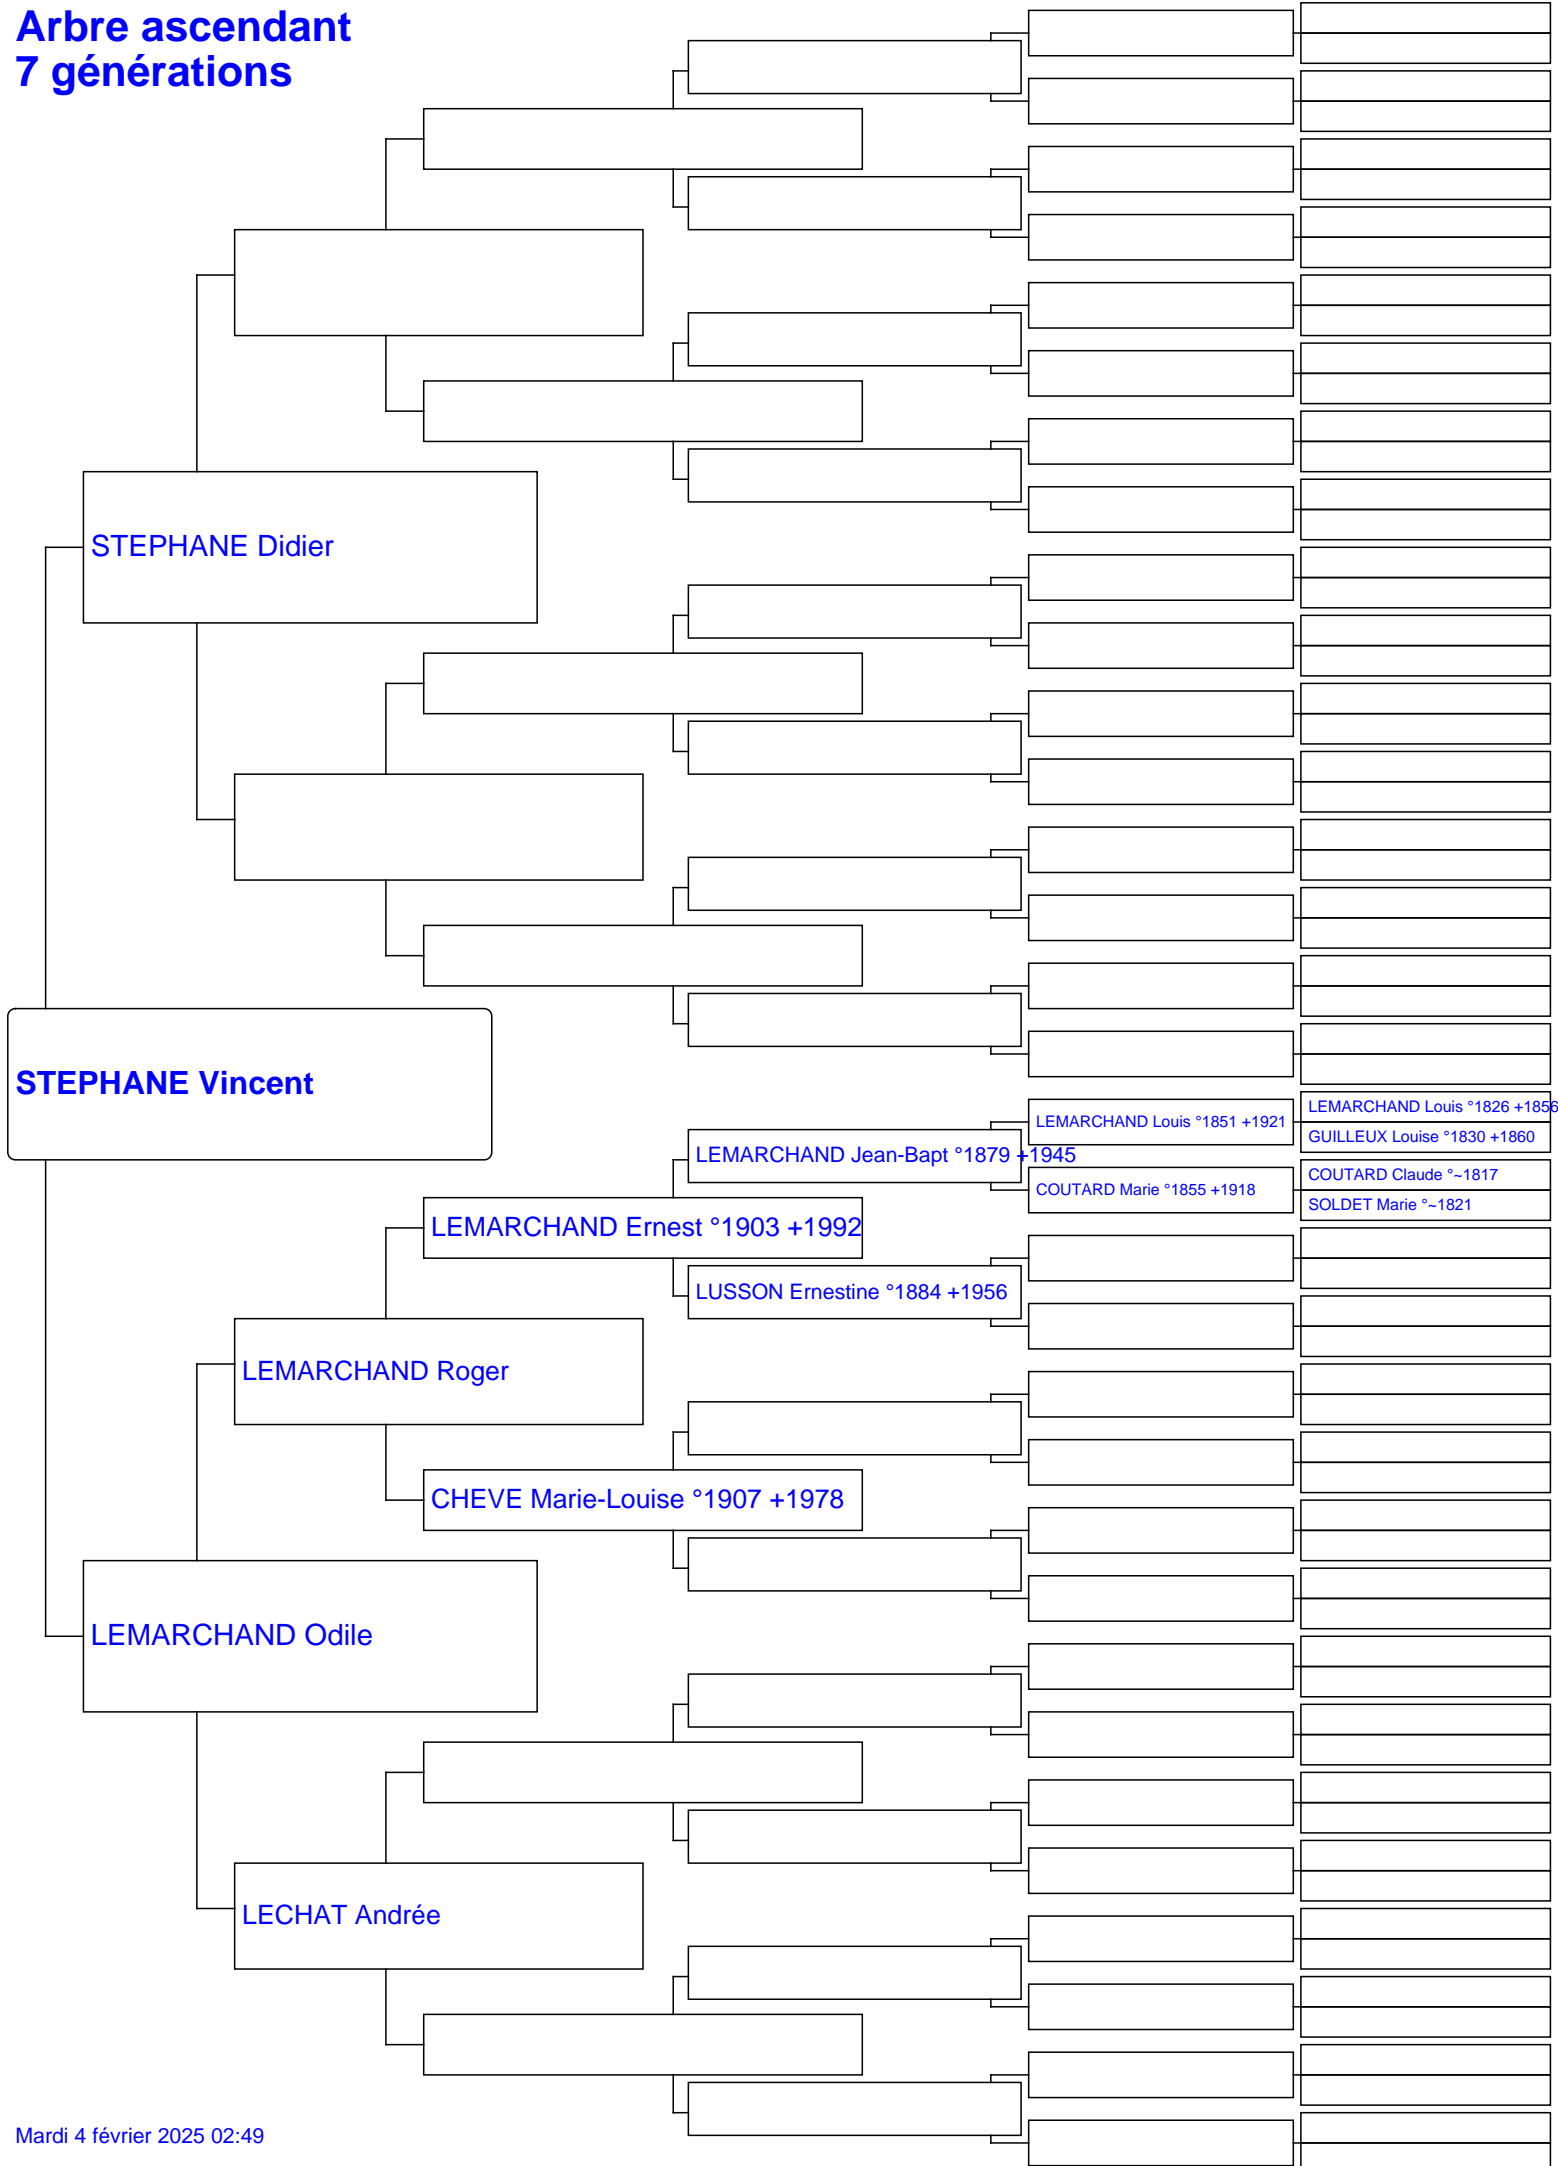 Arbre ascendant
7 générations
STEPHANE Didier
STEPHANE Vincent
LEMARCHAND Louis °1826 +1856
LEMARCHAND Louis °1851 +1921
GUILLEUX Louise °1830 +1860
LEMARCHAND Jean-Bapt °1879 +1945
COUTARD Claude °~1817
COUTARD Marie °1855 +1918
SOLDET Marie °~1821
LEMARCHAND Ernest °1903 +1992
LUSSON Ernestine °1884 +1956
LEMARCHAND Roger
CHEVE Marie-Louise °1907 +1978
LEMARCHAND Odile
LECHAT Andrée
Mardi 4 février 2025 02:49